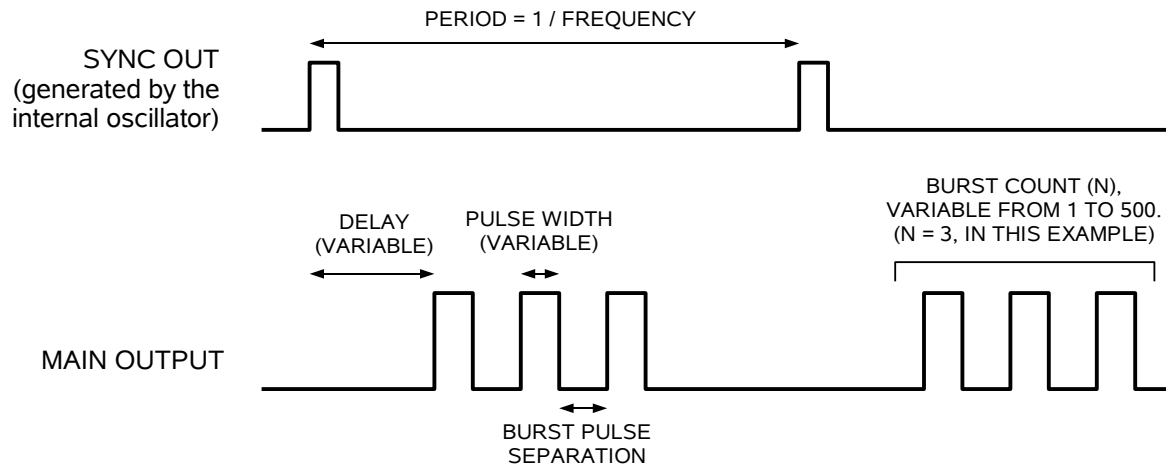 PERIOD = 1 / FREQUENCY
SYNC OUT
(generated by the
internal oscillator)
BURST COUNT (N),
VARIABLE FROM 1 TO 500.
(N = 3, IN THIS EXAMPLE)
DELAY
(VARIABLE)
PULSE WIDTH
(VARIABLE)
MAIN OUTPUT
BURST PULSE
SEPARATION